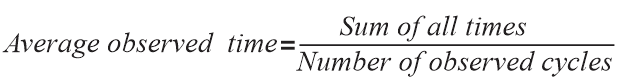 Average observed time=
Sum of all times
Number of observed cycles